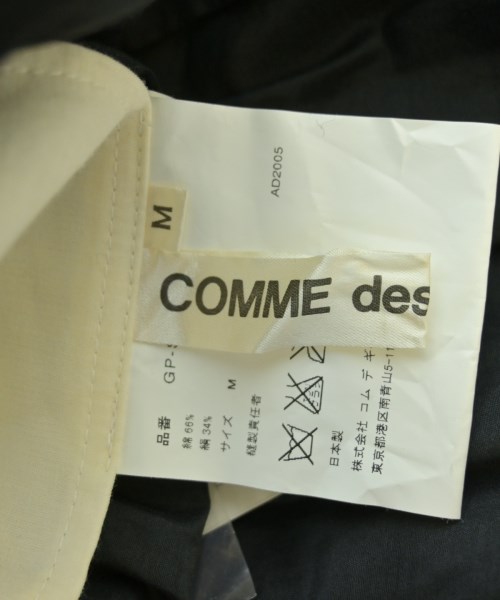 AD2005
M
COMME des
品番 GP-S
綿 66%
絹 34%
サイズ M
縫製責任者
日本製
株式会社 コム デ ギ
東京都港区南青山5-11